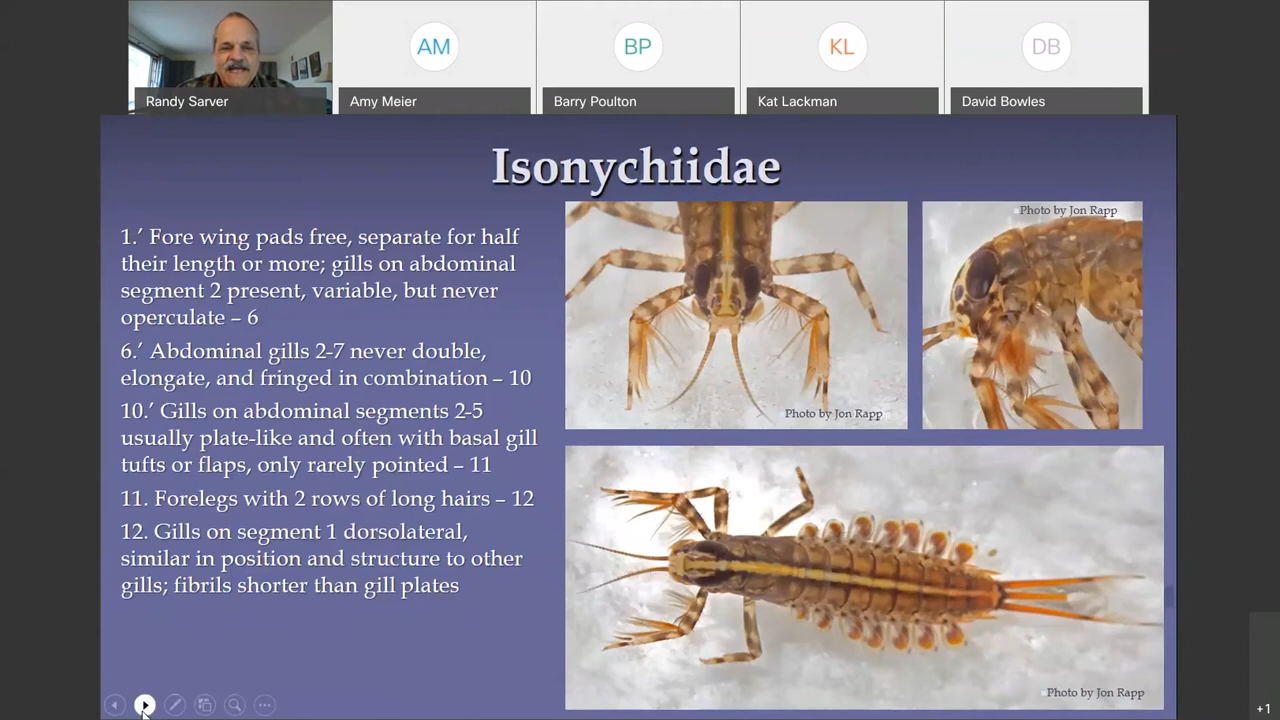 AM
BP
KL
DB
Randy Sarver
Amy Meier
Barry Poulton
Kat Lackman
David Bowles
Isonychiidae
1.′ Fore wing pads free, separate for half
their length or more; gills on abdominal
segment 2 present, variable, but never
operculate – 6
6.′ Abdominal gills 2-7 never double,
elongate, and fringed in combination – 10
10.′ Gills on abdominal segments 2-5
usually plate-like and often with basal gill
tufts or flaps, only rarely pointed – 11
11. Forelegs with 2 rows of long hairs – 12
12. Gills on segment 1 dorsolateral,
similar in position and structure to other
gills; fibrils shorter than gill plates
Photo by Jon Rapp
Photo by Jon Rapp
Photo by Jon Rapp
+1